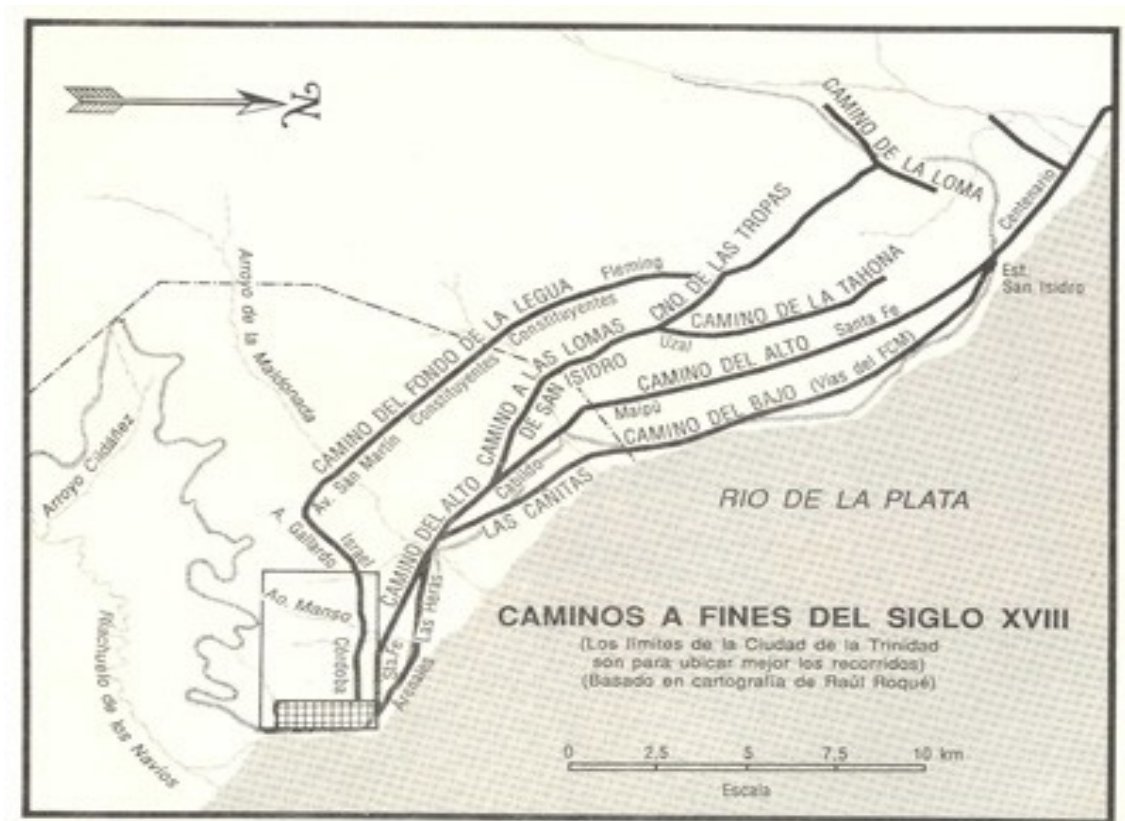 N
CAMINO DE LA LOMA
Centenario
Est.
San Isidro
CNO. DE LAS TROPAS
CAMINO DE LA TAHONA
Uzal
Fleming
CAMINO DEL FONDO DE LA LEGUA
Av. San Martín Constituyentes Constituyentes
CAMINO A LAS LOMAS
DE SAN ISIDRO
Santa Fe
CAMINO DEL ALTO
Maipú
CAMINO DEL BAJO (Vías del FCM)
Arroyo de la Maldonada
Arroyo Cildáñez
Cabildo
LAS CAÑITAS
CAMINO DEL ALTO
RIO DE LA PLATA
A. Gallardo
Israel
Ao. Manso
Córdoba
Sta. Fe
Las Heras
Arenales
Riachuelo de los Navíos
CAMINOS A FINES DEL SIGLO XVIII
(Los límites de la Ciudad de la Trinidad
son para ubicar mejor los recorridos)
(Basado en cartografía de Raúl Roqué)
0 2,5 5 7,5 10 km
Escala